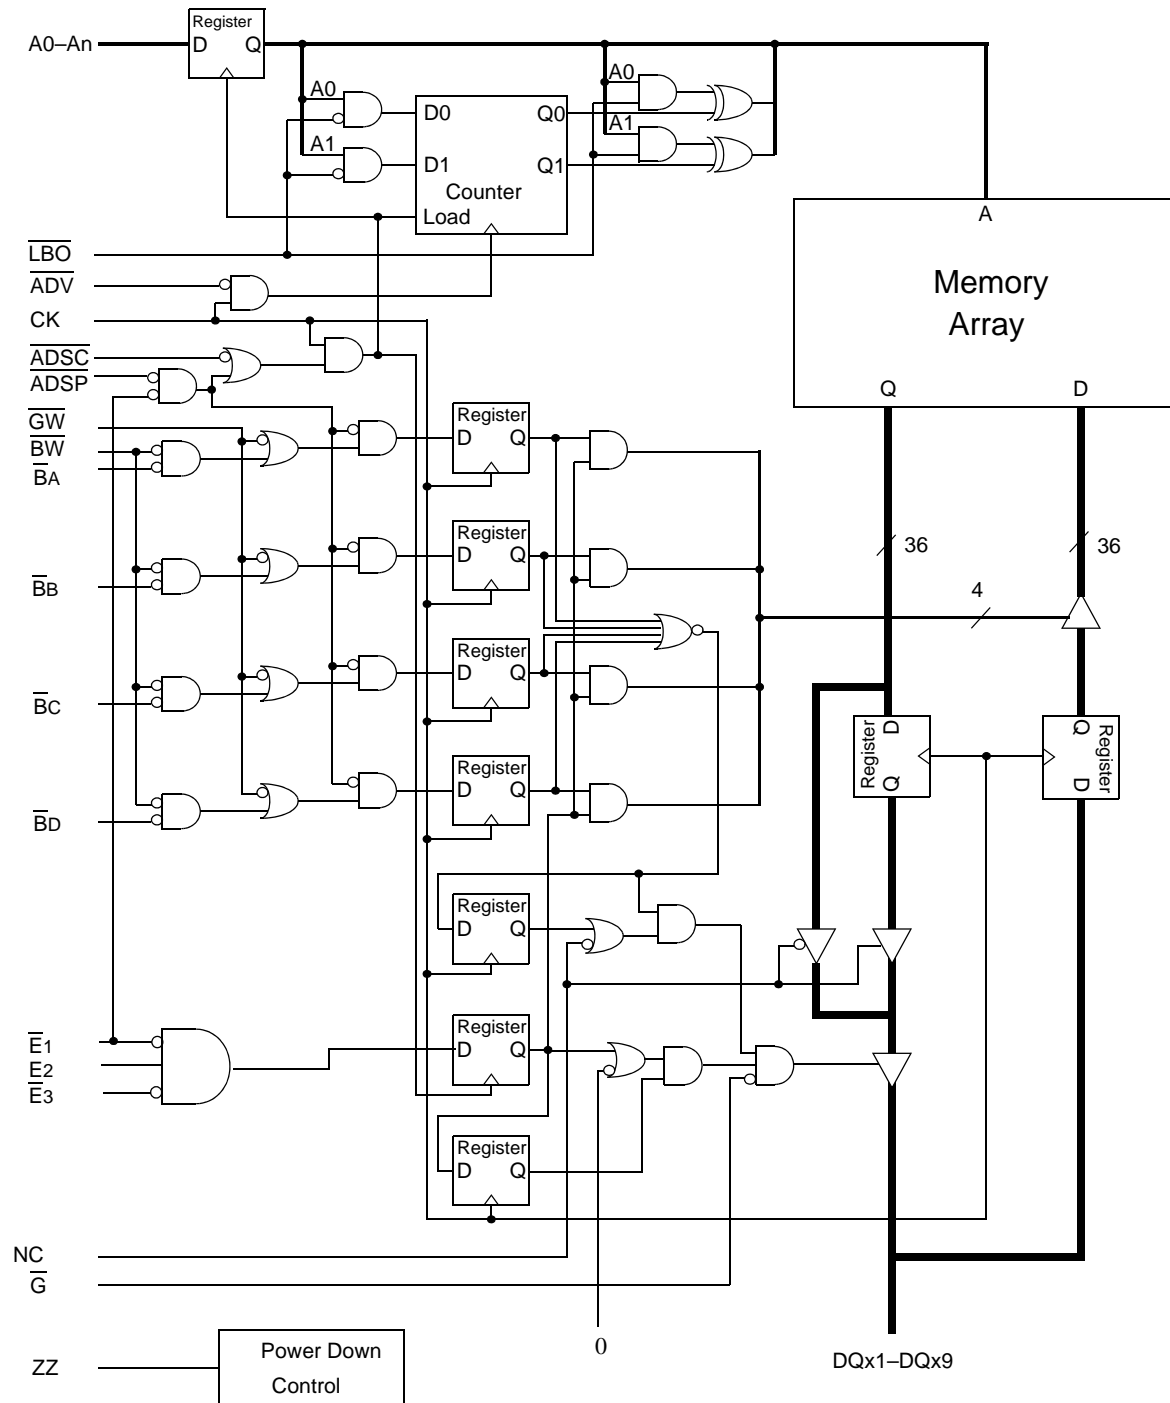 Register
A0–An
D Q
A0
A0
D0 Q0
A1
A1
D1 Q1
Counter
Load
A
LBO
ADV
Memory
Array
CK
ADSC
ADSP
Q D
GW
BW
BA
Register
D Q
Register
D Q
36 36
BB
4
Register
D Q
BC
Register
D
Q
Register
Q
D
Register
D Q
BD
Register
D Q
Register
D Q
E1
E2
E3
Register
D Q
NC
G
0
Power Down
Control
ZZ
DQx1–DQx9